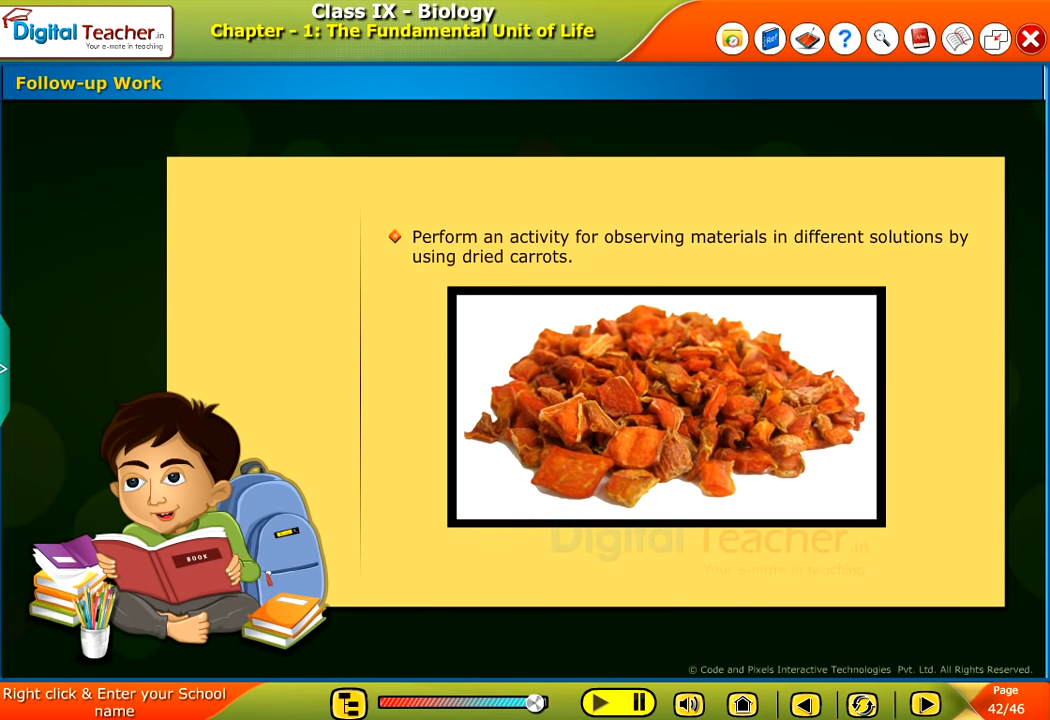 Digital Teacher.in
Your e-mate in teaching
Class IX - Biology
Chapter - 1: The Fundamental Unit of Life
Follow-up Work
Perform an activity for observing materials in different solutions by
using dried carrots.
BOOK
Digital Teacher.in
Your e-mate in teaching
© Code and Pixels Interactive Technologies Pvt. Ltd. All Rights Reserved.
Right click & Enter your School
name
Page
42/46